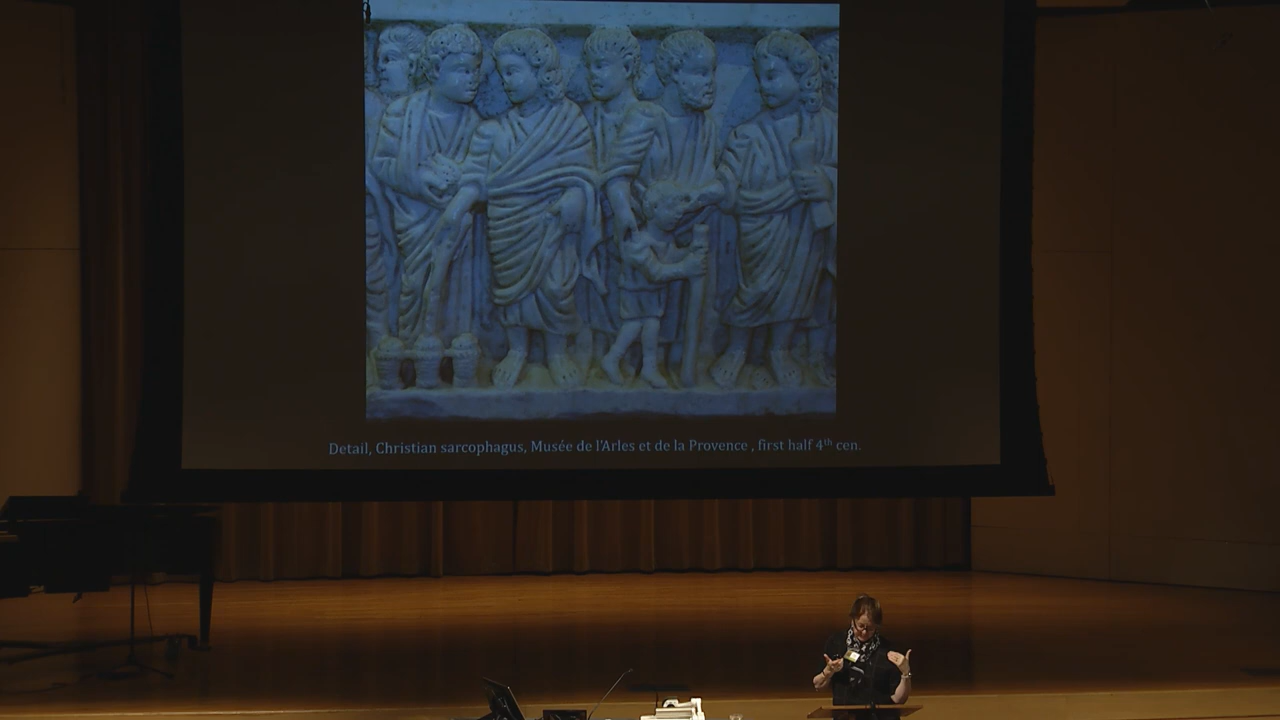 Detail, Christian sarcophagus, Musée de l'Arles et de la Provence , first half 4th cen.